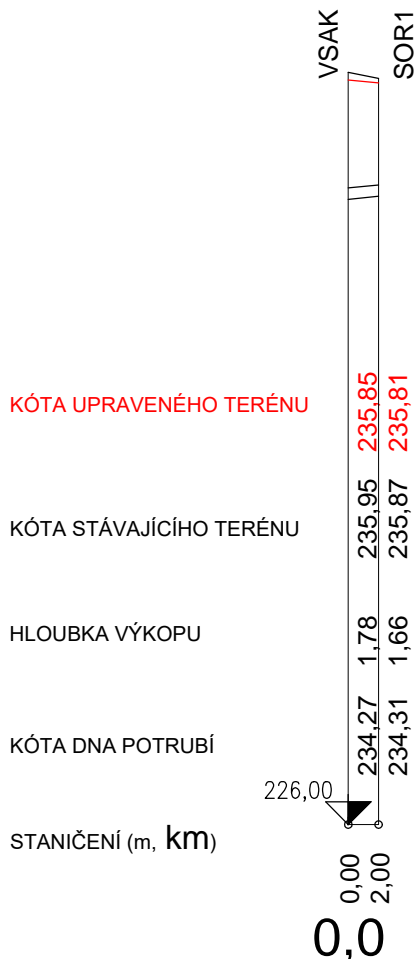 VSAK
SOR1
KÓTA UPRAVENÉHO TERÉNU
235,85
235,81
KÓTA STÁVAJÍCÍHO TERÉNU
235,95
235,87
HLOUBKA VÝKOPU
1,78
1,66
KÓTA DNA POTRUBÍ
234,27
234,31
226,00
STANIČENÍ (m, km)
0,00
2,00
0,0